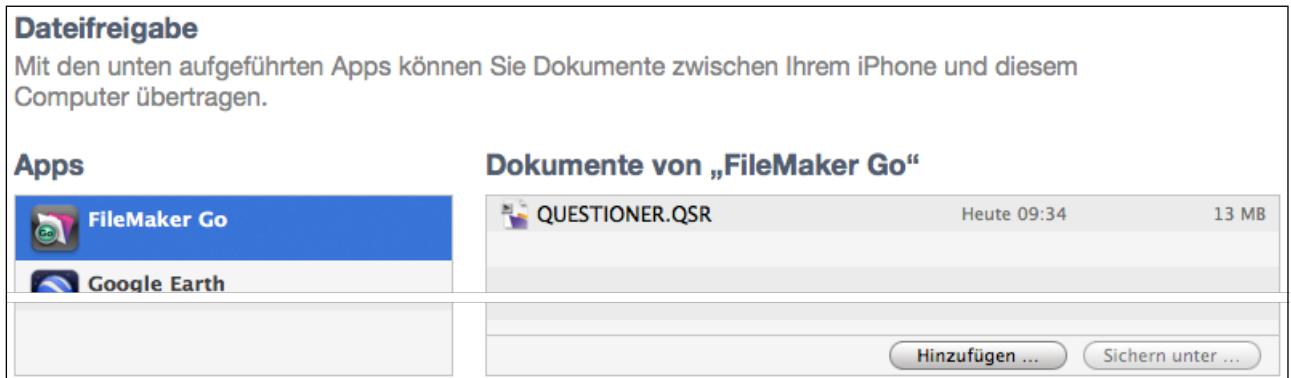 Dateifreigabe
Mit den unten aufgeführten Apps können Sie Dokumente zwischen Ihrem iPhone und diesem
Computer übertragen.
Apps
FileMaker Go
Go
Google Earth
Dokumente von „FileMaker Go“
QUESTIONER.QSR Heute 09:34 13 MB
Hinzufügen ... Sichern unter ...